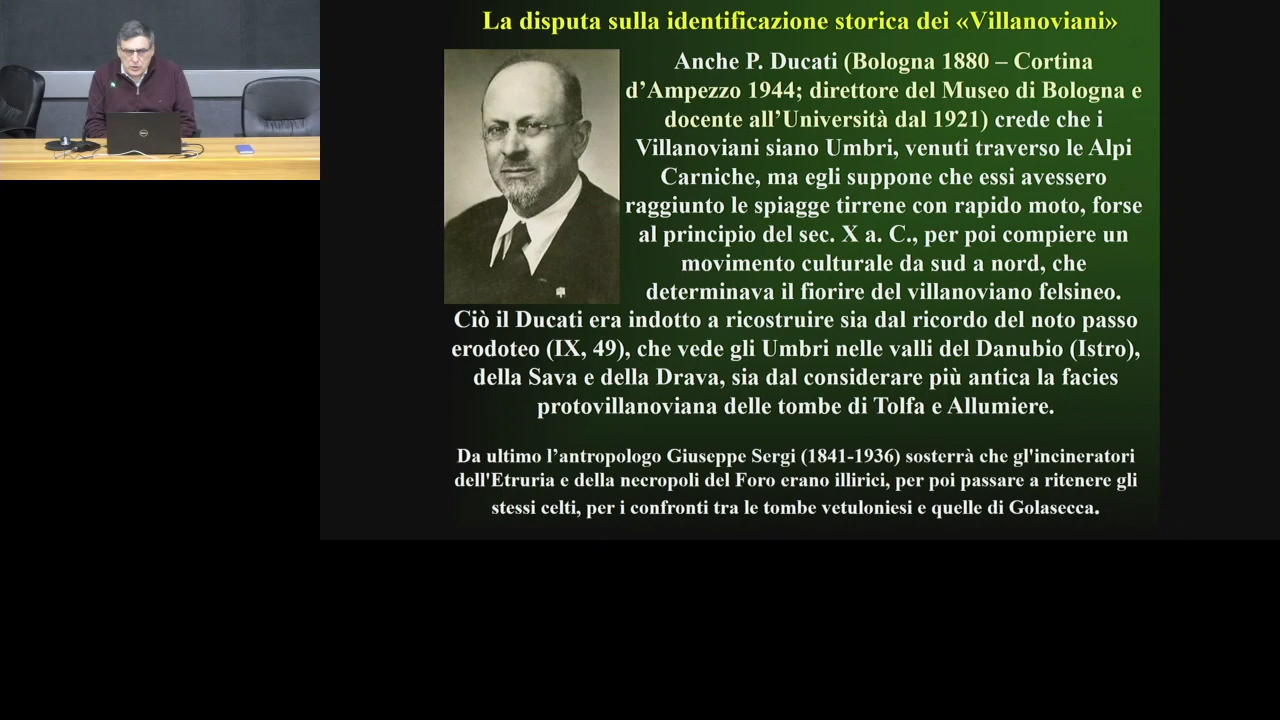 La disputa sulla identificazione storica dei «Villanoviani»
Anche P. Ducati (Bologna 1880 – Cortina
d’Ampezzo 1944; direttore del Museo di Bologna e
docente all’Università dal 1921) crede che i
Villanoviani siano Umbri, venuti traverso le Alpi
Carniche, ma egli suppone che essi avessero
raggiunto le spiagge tirrene con rapido moto, forse
al principio del sec. X a. C., per poi compiere un
movimento culturale da sud a nord, che
determinava il fiorire del villanoviano felsineo.
Ciò il Ducati era indotto a ricostruire sia dal ricordo del noto passo
erodoteo (IX, 49), che vede gli Umbri nelle valli del Danubio (Istro),
della Sava e della Drava, sia dal considerare più antica la facies
protovillanoviana delle tombe di Tolfa e Allumiere.
Da ultimo l’antropologo Giuseppe Sergi (1841-1936) sosterrà che gl'incineratori
dell'Etruria e della necropoli del Foro erano illirici, per poi passare a ritenere gli
stessi celti, per i confronti tra le tombe vetuloniesi e quelle di Golasecca.